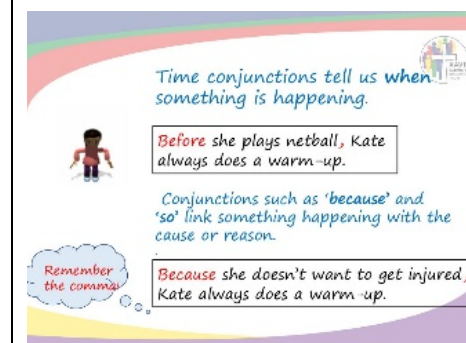 Time conjunctions tell us when
something is happening.
Before she plays netball, Kate
always does a warm-up.
Conjunctions such as 'because' and
'so' link something happening with the
cause or reason.
Remember
the comma!
Because she doesn't want to get injured,
Kate always does a warm-up.